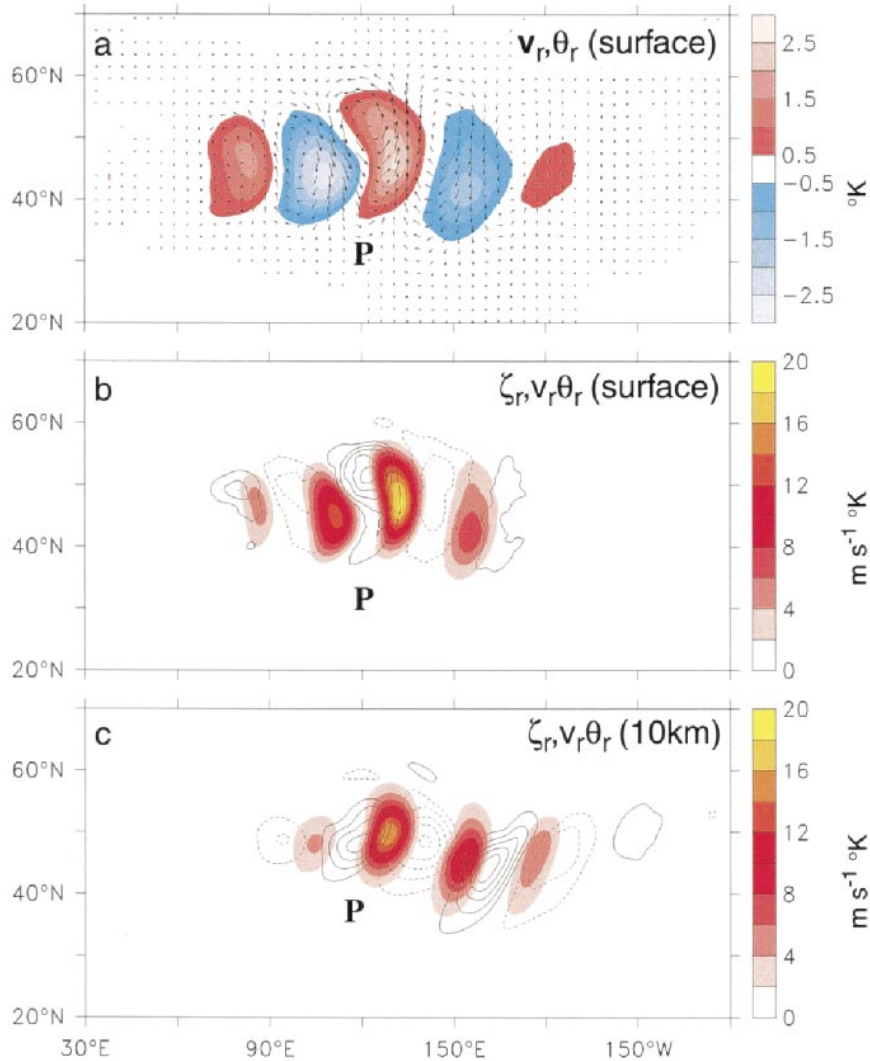 a
v_r,θ_r (surface)
60°N
40°N
20°N
P
2.5
1.5
0.5
-0.5
-1.5
-2.5
°K
b
ζ_r,v_rθ_r (surface)
60°N
40°N
20°N
P
20
16
12
8
4
0
m s⁻¹ °K
c
ζ_r,v_rθ_r (10km)
60°N
40°N
20°N
P
20
16
12
8
4
0
m s⁻¹ °K
30°E
90°E
150°E
150°W